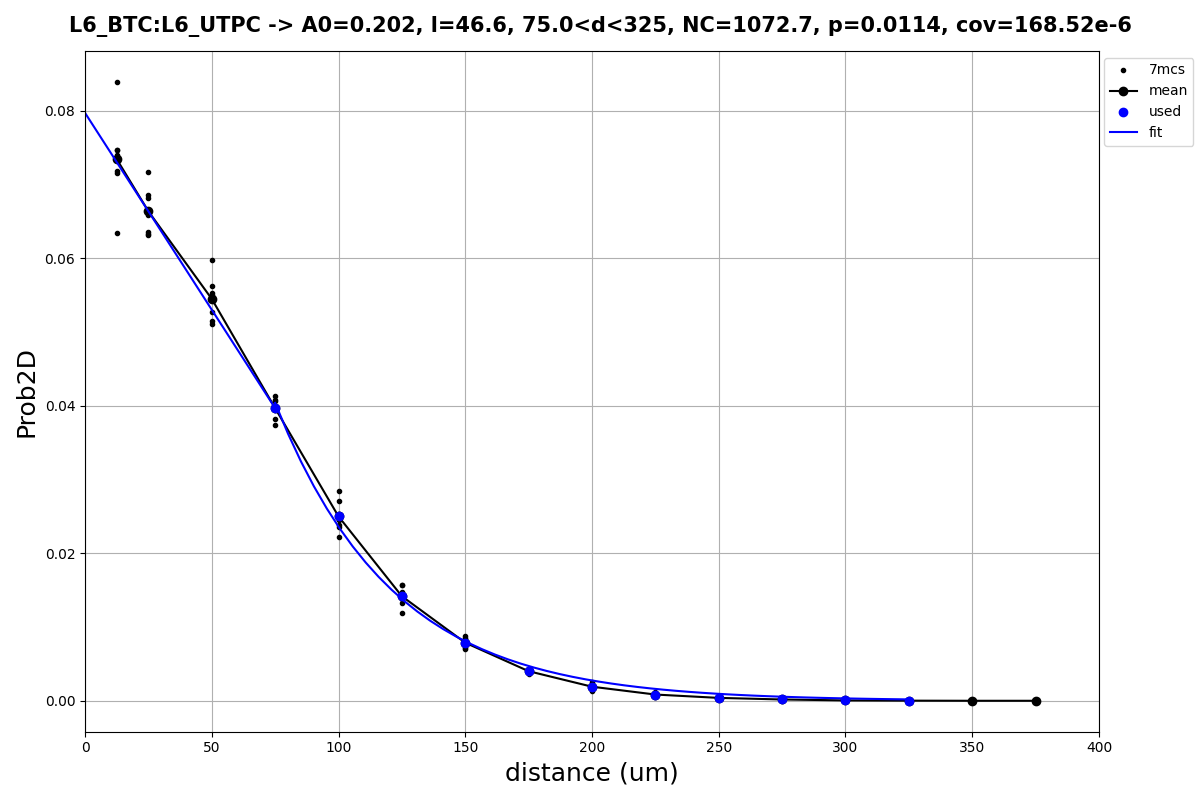 L6_BTC:L6_UTPC -> A0=0.202, l=46.6, 75.0<d<325, NC=1072.7, p=0.0114, cov=168.52e-6
7mcs
mean
used
fit
0.08
0.06
0.04
0.02
0.00
Prob2D
0 50 100 150 200 250 300 350 400
distance (um)